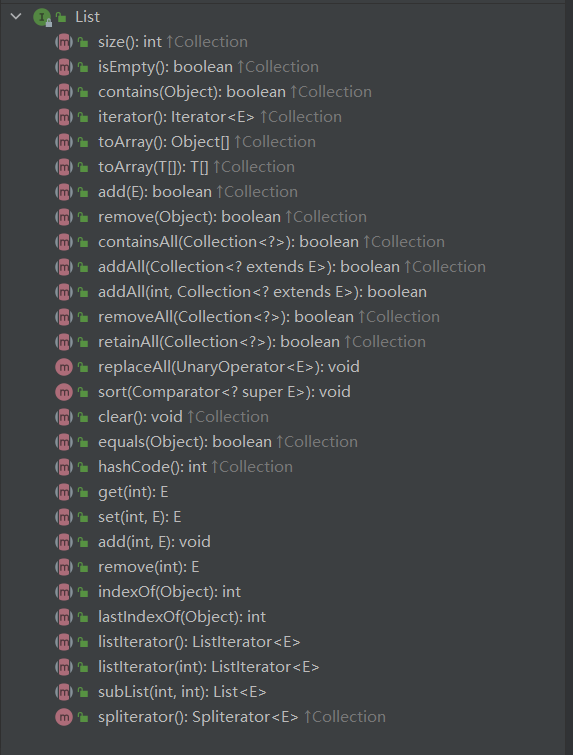 List
size(): int ↑Collection
isEmpty(): boolean ↑Collection
contains(Object): boolean ↑Collection
iterator(): Iterator<E> ↑Collection
toArray(): Object[] ↑Collection
toArray(T[]): T[] ↑Collection
add(E): boolean ↑Collection
remove(Object): boolean ↑Collection
containsAll(Collection<?>): boolean ↑Collection
addAll(Collection<? extends E>): boolean ↑Collection
addAll(int, Collection<? extends E>): boolean
removeAll(Collection<?>): boolean ↑Collection
retainAll(Collection<?>): boolean ↑Collection
replaceAll(UnaryOperator<E>): void
sort(Comparator<? super E>): void
clear(): void ↑Collection
equals(Object): boolean ↑Collection
hashCode(): int ↑Collection
get(int): E
set(int, E): E
add(int, E): void
remove(int): E
indexOf(Object): int
lastIndexOf(Object): int
listIterator(): ListIterator<E>
listIterator(int): ListIterator<E>
subList(int, int): List<E>
spliterator(): Spliterator<E> ↑Collection